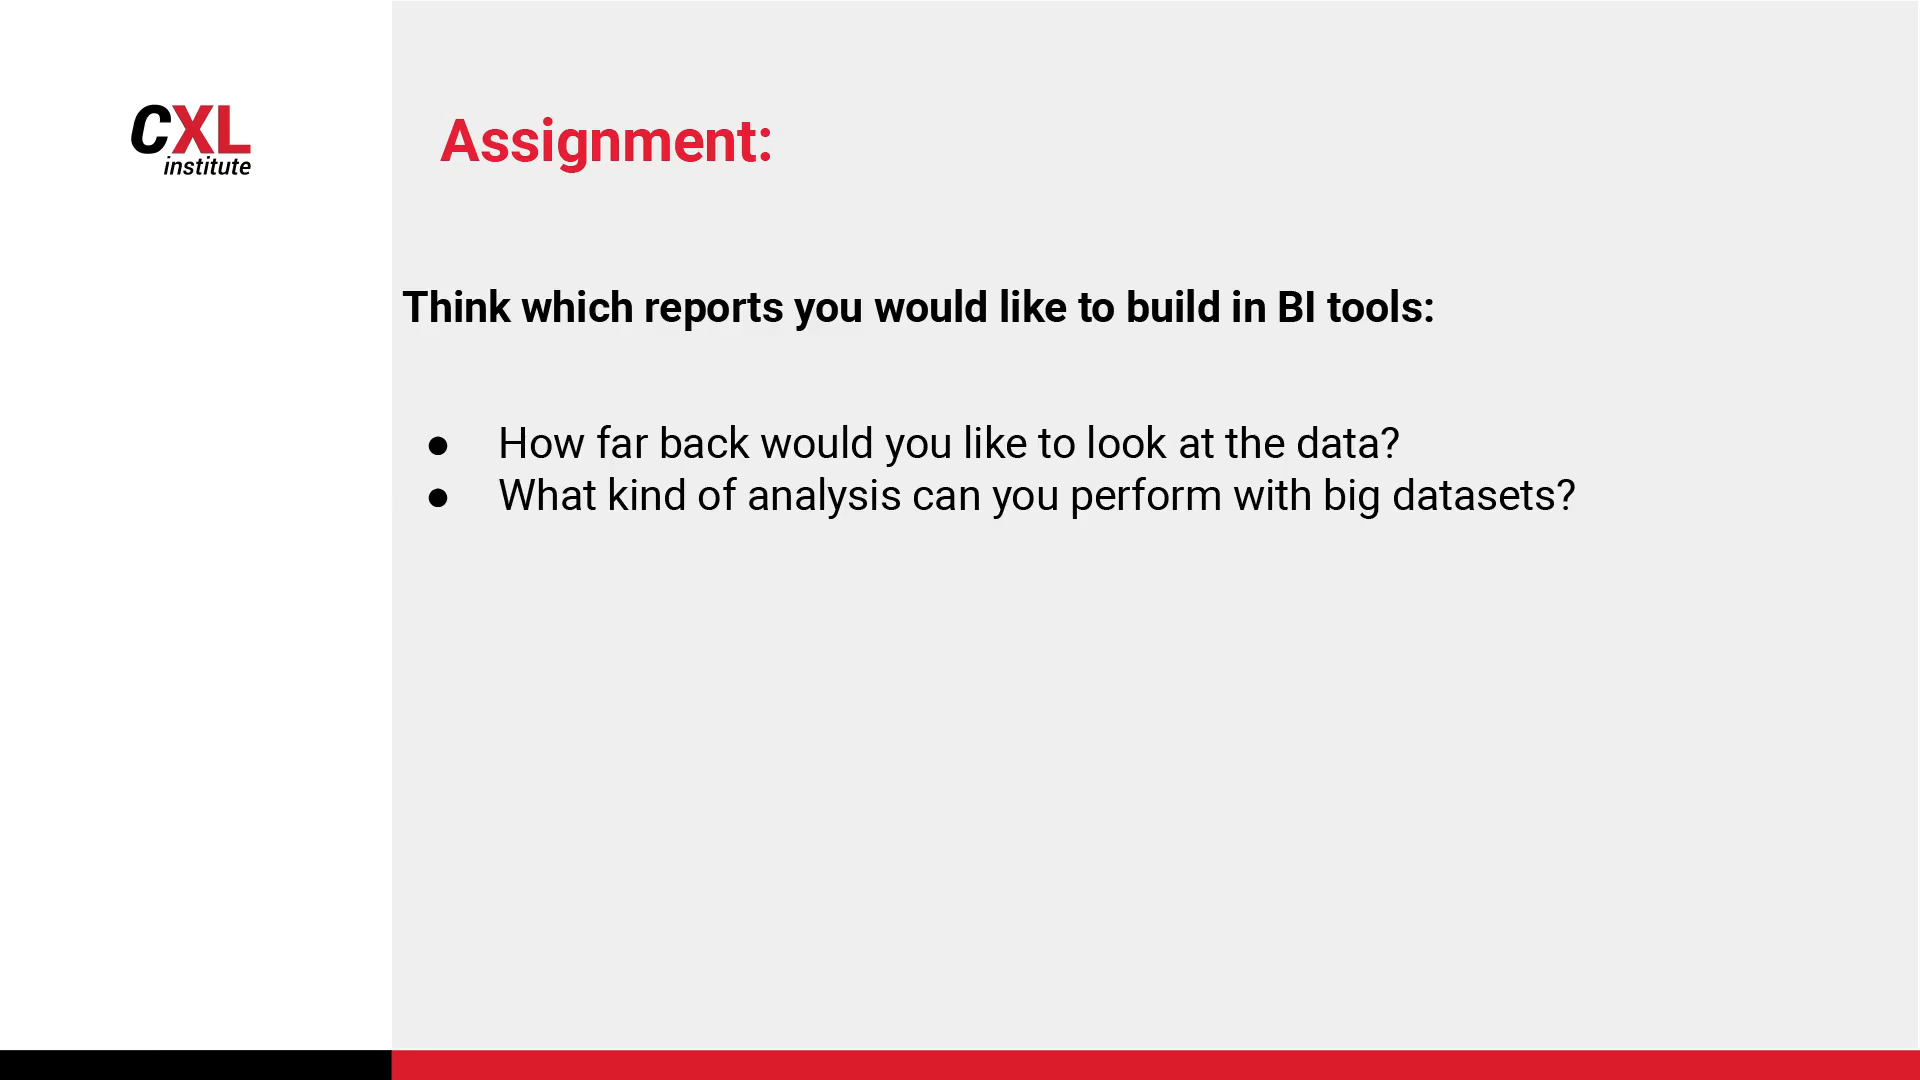 CXL
institute
Assignment:
Think which reports you would like to build in BI tools:
● How far back would you like to look at the data?
● What kind of analysis can you perform with big datasets?